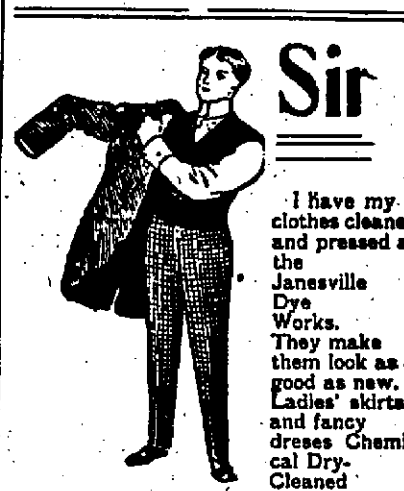 Sir
I have my
clothes cleane
and pressed a
the
Janesville
Dye
Works.
They make
them look as
good as new.
Ladies' skirts
and fancy
dreses Chemi
cal Dry-
Cleaned